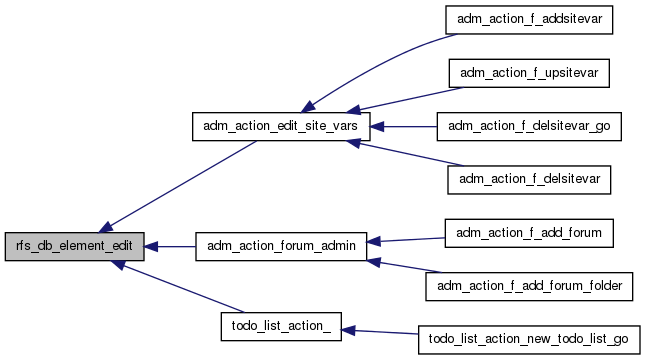 adm_action_f_addsitevar
adm_action_f_upsitevar
adm_action_edit_site_vars
adm_action_f_delsitevar_go
adm_action_f_delsitevar
rfs_db_element_edit
adm_action_forum_admin
adm_action_f_add_forum
adm_action_f_add_forum_folder
todo_list_action_
todo_list_action_new_todo_list_go